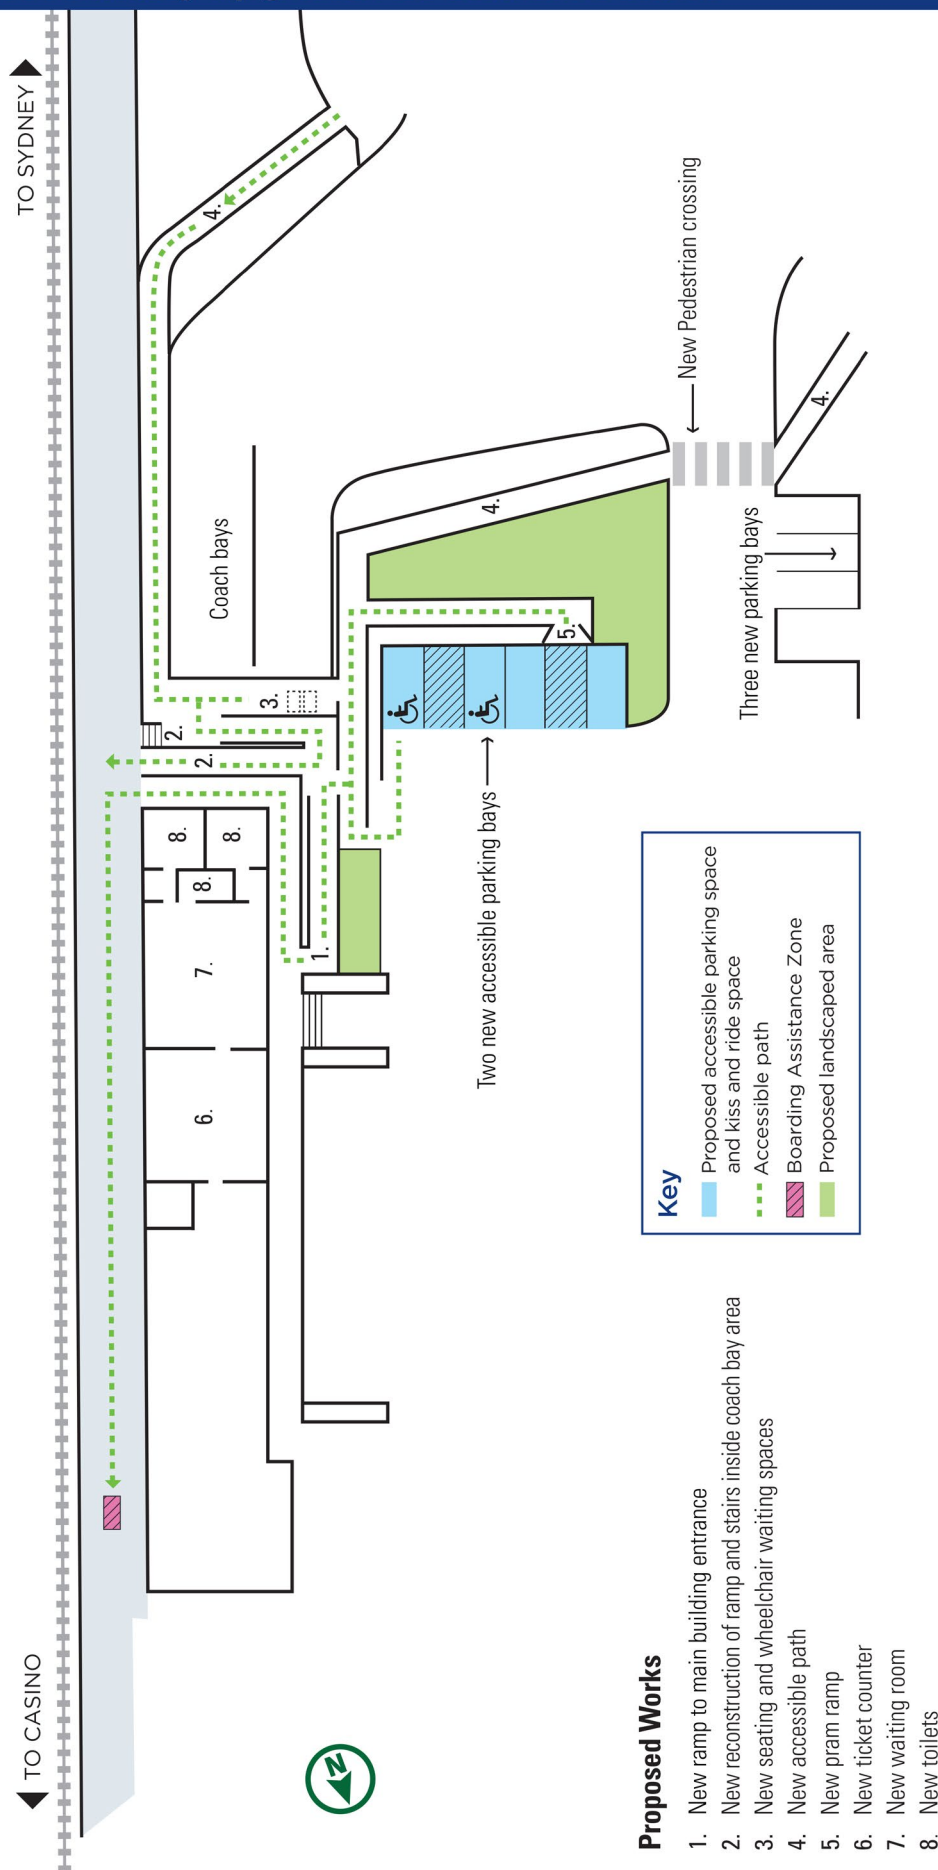 TO CASINO
TO SYDNEY
N
4.
2.
2.
3.
Coach bays
8.
8.
8.
7.
6.
1.
5.
4.
4.
New Pedestrian crossing
Three new parking bays
Two new accessible parking bays
Key
Proposed accessible parking space
and kiss and ride space
Accessible path
Boarding Assistance Zone
Proposed landscaped area
Proposed Works
1. New ramp to main building entrance
2. New reconstruction of ramp and stairs inside coach bay area
3. New seating and wheelchair waiting spaces
4. New accessible path
5. New pram ramp
6. New ticket counter
7. New waiting room
8. New toilets